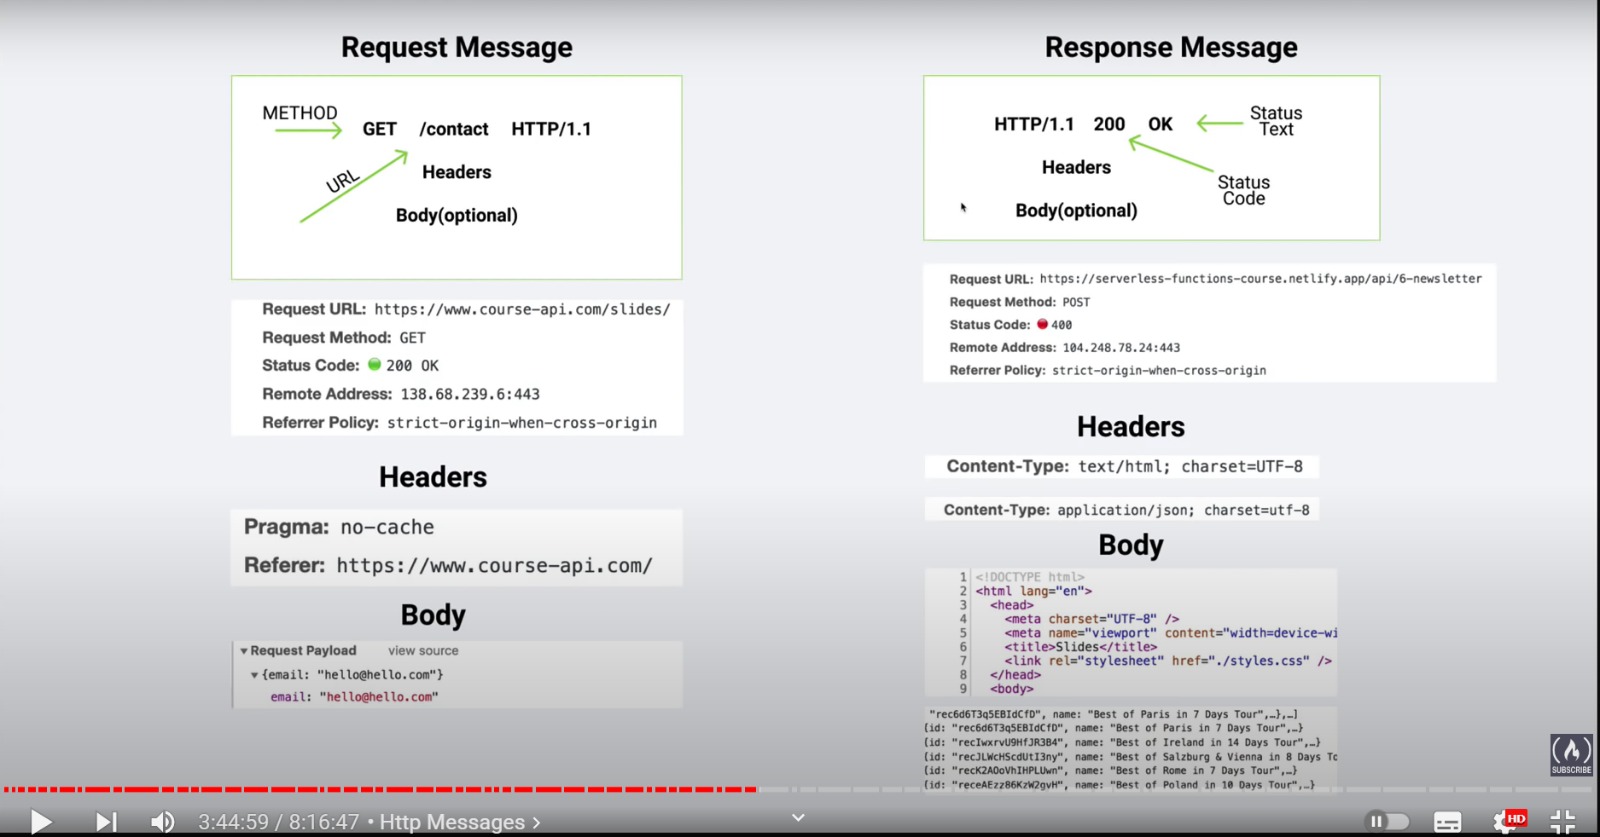 Request Message
METHOD
GET /contact HTTP/1.1
URL
Headers
Body(optional)
Request URL: https://www.course-api.com/slides/
Request Method: GET
Status Code: 200 OK
Remote Address: 138.68.239.6:443
Referrer Policy: strict-origin-when-cross-origin
Headers
Pragma: no-cache
Referer: https://www.course-api.com/
Body
Request Payload view source
{email: "hello@hello.com"}
email: "hello@hello.com"
Response Message
HTTP/1.1 200 OK
Status
Text
Headers
Status
Code
Body(optional)
Request URL: https://serverless-functions-course.netlify.app/api/6-newsletter
Request Method: POST
Status Code: 400
Remote Address: 104.248.78.24:443
Referrer Policy: strict-origin-when-cross-origin
Headers
Content-Type: text/html; charset=UTF-8
Content-Type: application/json; charset=utf-8
Body
1 <!DOCTYPE html>
2 <html lang="en">
3 <head>
4 <meta charset="UTF-8" />
5 <meta name="viewport" content="width=device-wi
6 <title>Slides</title>
7 <link rel="stylesheet" href="./styles.css" />
8 </head>
9 <body>
"rec6d6T3q5EBIdCfD", name: "Best of Paris in 7 Days Tour",…},…]
{id: "rec6d6T3q5EBIdCfD", name: "Best of Paris in 7 Days Tour",…}
{id: "recIwxrvU9HfJR3B4", name: "Best of Ireland in 14 Days Tour",…}
{id: "recJLWcHScdUtI3ny", name: "Best of Salzburg & Vienna in 8 Days To
{id: "recK2AOoVhIHPLUwn", name: "Best of Rome in 7 Days Tour",…}
{id: "receAEzz86KzW2gvH", name: "Best of Poland in 10 Days Tour",…}
SUBSCRIBE
3:44:59 / 8:16:47 • Http Messages >
HD